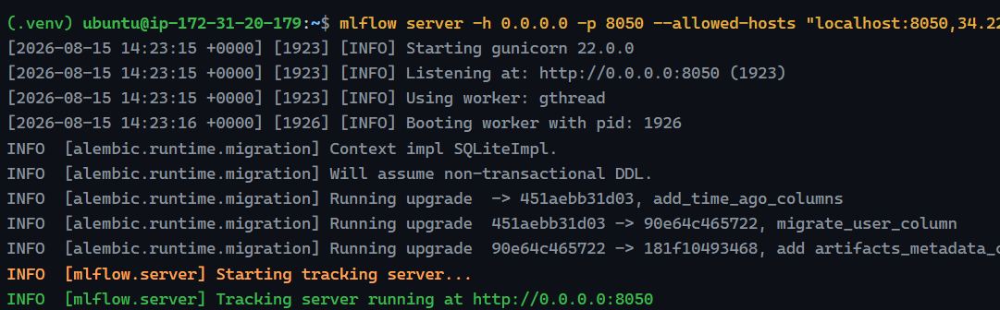 (.venv) ubuntu@ip-172-31-20-179:~$ mlflow server -h 0.0.0.0 -p 8050 --allowed-hosts "localhost:8050,34.22
[2026-08-15 14:23:15 +0000] [1923] [INFO] Starting gunicorn 22.0.0
[2026-08-15 14:23:15 +0000] [1923] [INFO] Listening at: http://0.0.0.0:8050 (1923)
[2026-08-15 14:23:15 +0000] [1923] [INFO] Using worker: gthread
[2026-08-15 14:23:16 +0000] [1926] [INFO] Booting worker with pid: 1926
INFO  [alembic.runtime.migration] Context impl SQLiteImpl.
INFO  [alembic.runtime.migration] Will assume non-transactional DDL.
INFO  [alembic.runtime.migration] Running upgrade  -> 451aebb31d03, add_time_ago_columns
INFO  [alembic.runtime.migration] Running upgrade  451aebb31d03 -> 90e64c465722, migrate_user_column
INFO  [alembic.runtime.migration] Running upgrade  90e64c465722 -> 181f10493468, add artifacts_metadata_c
INFO  [mlflow.server] Starting tracking server...
INFO  [mlflow.server] Tracking server running at http://0.0.0.0:8050